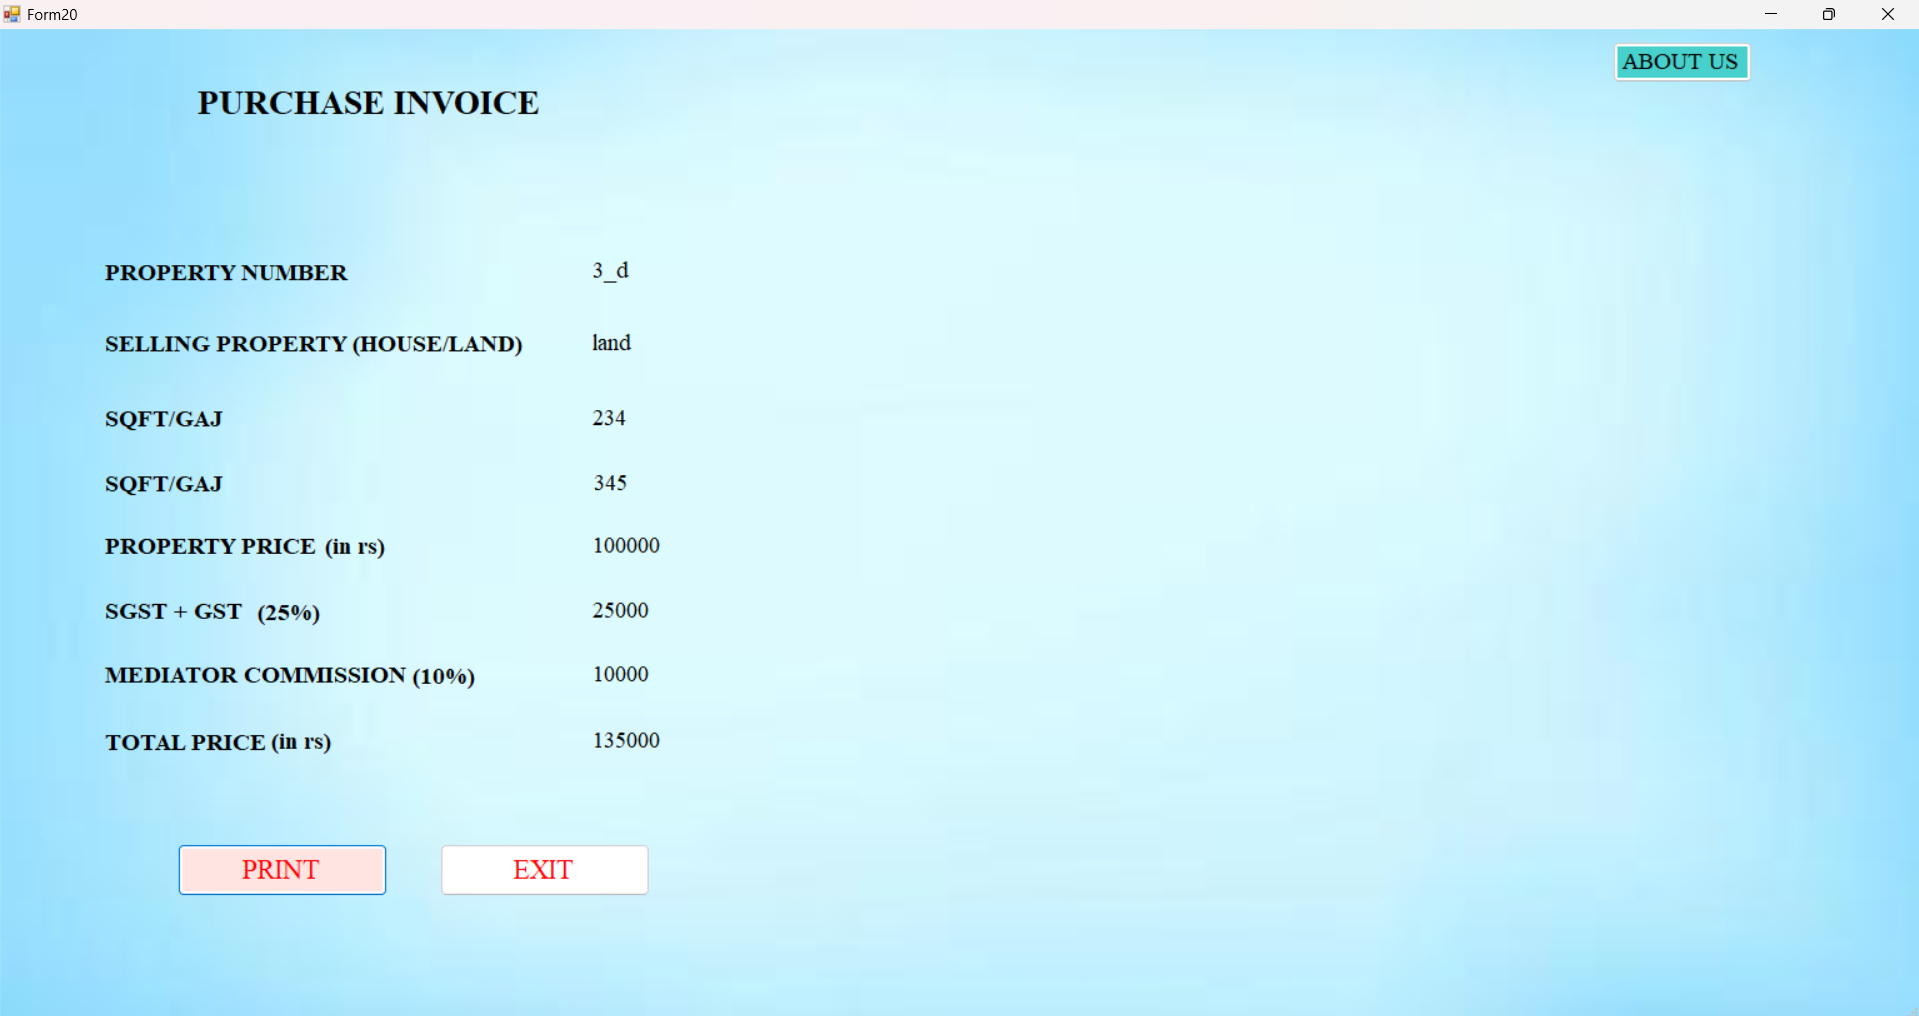 Form20
ABOUT US
PURCHASE INVOICE
PROPERTY NUMBER 3_d
SELLING PROPERTY (HOUSE/LAND) land
SQFT/GAJ 234
SQFT/GAJ 345
PROPERTY PRICE (in rs) 100000
SGST + GST (25%) 25000
MEDIATOR COMMISSION (10%) 10000
TOTAL PRICE (in rs) 135000
PRINT EXIT